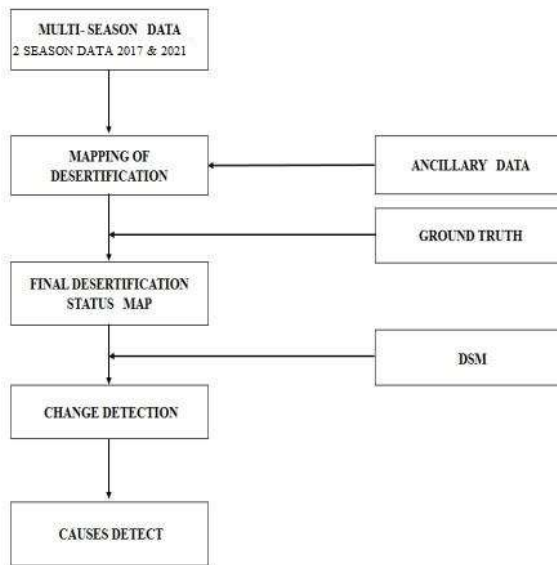 MULTI- SEASON DATA
2 SEASON DATA 2017 & 2021
MAPPING OF
DESERTIFICATION
ANCILLARY DATA
GROUND TRUTH
FINAL DESERTIFICATION
STATUS MAP
DSM
CHANGE DETECTION
CAUSES DETECT